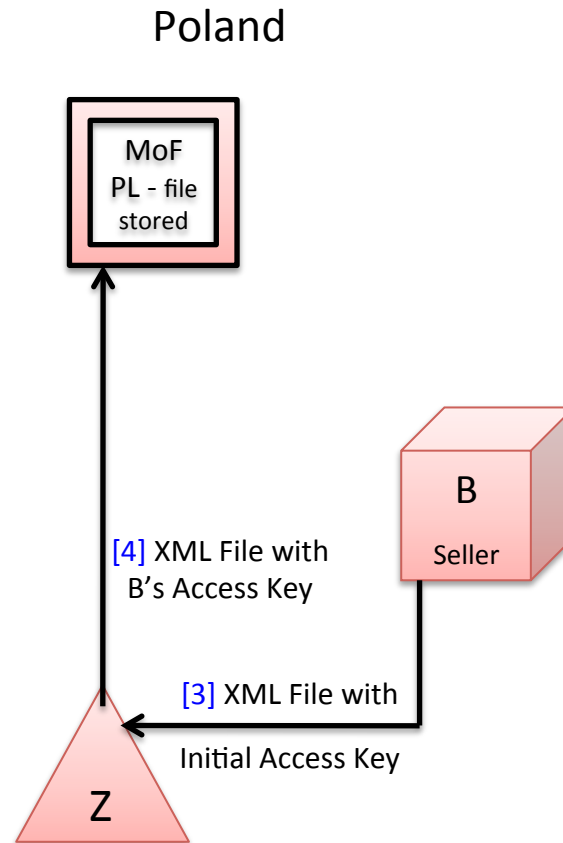 Poland
MoF
PL - file
stored
B
Seller
[4] XML File with
B's Access Key
[3] XML File with
Initial Access Key
Z